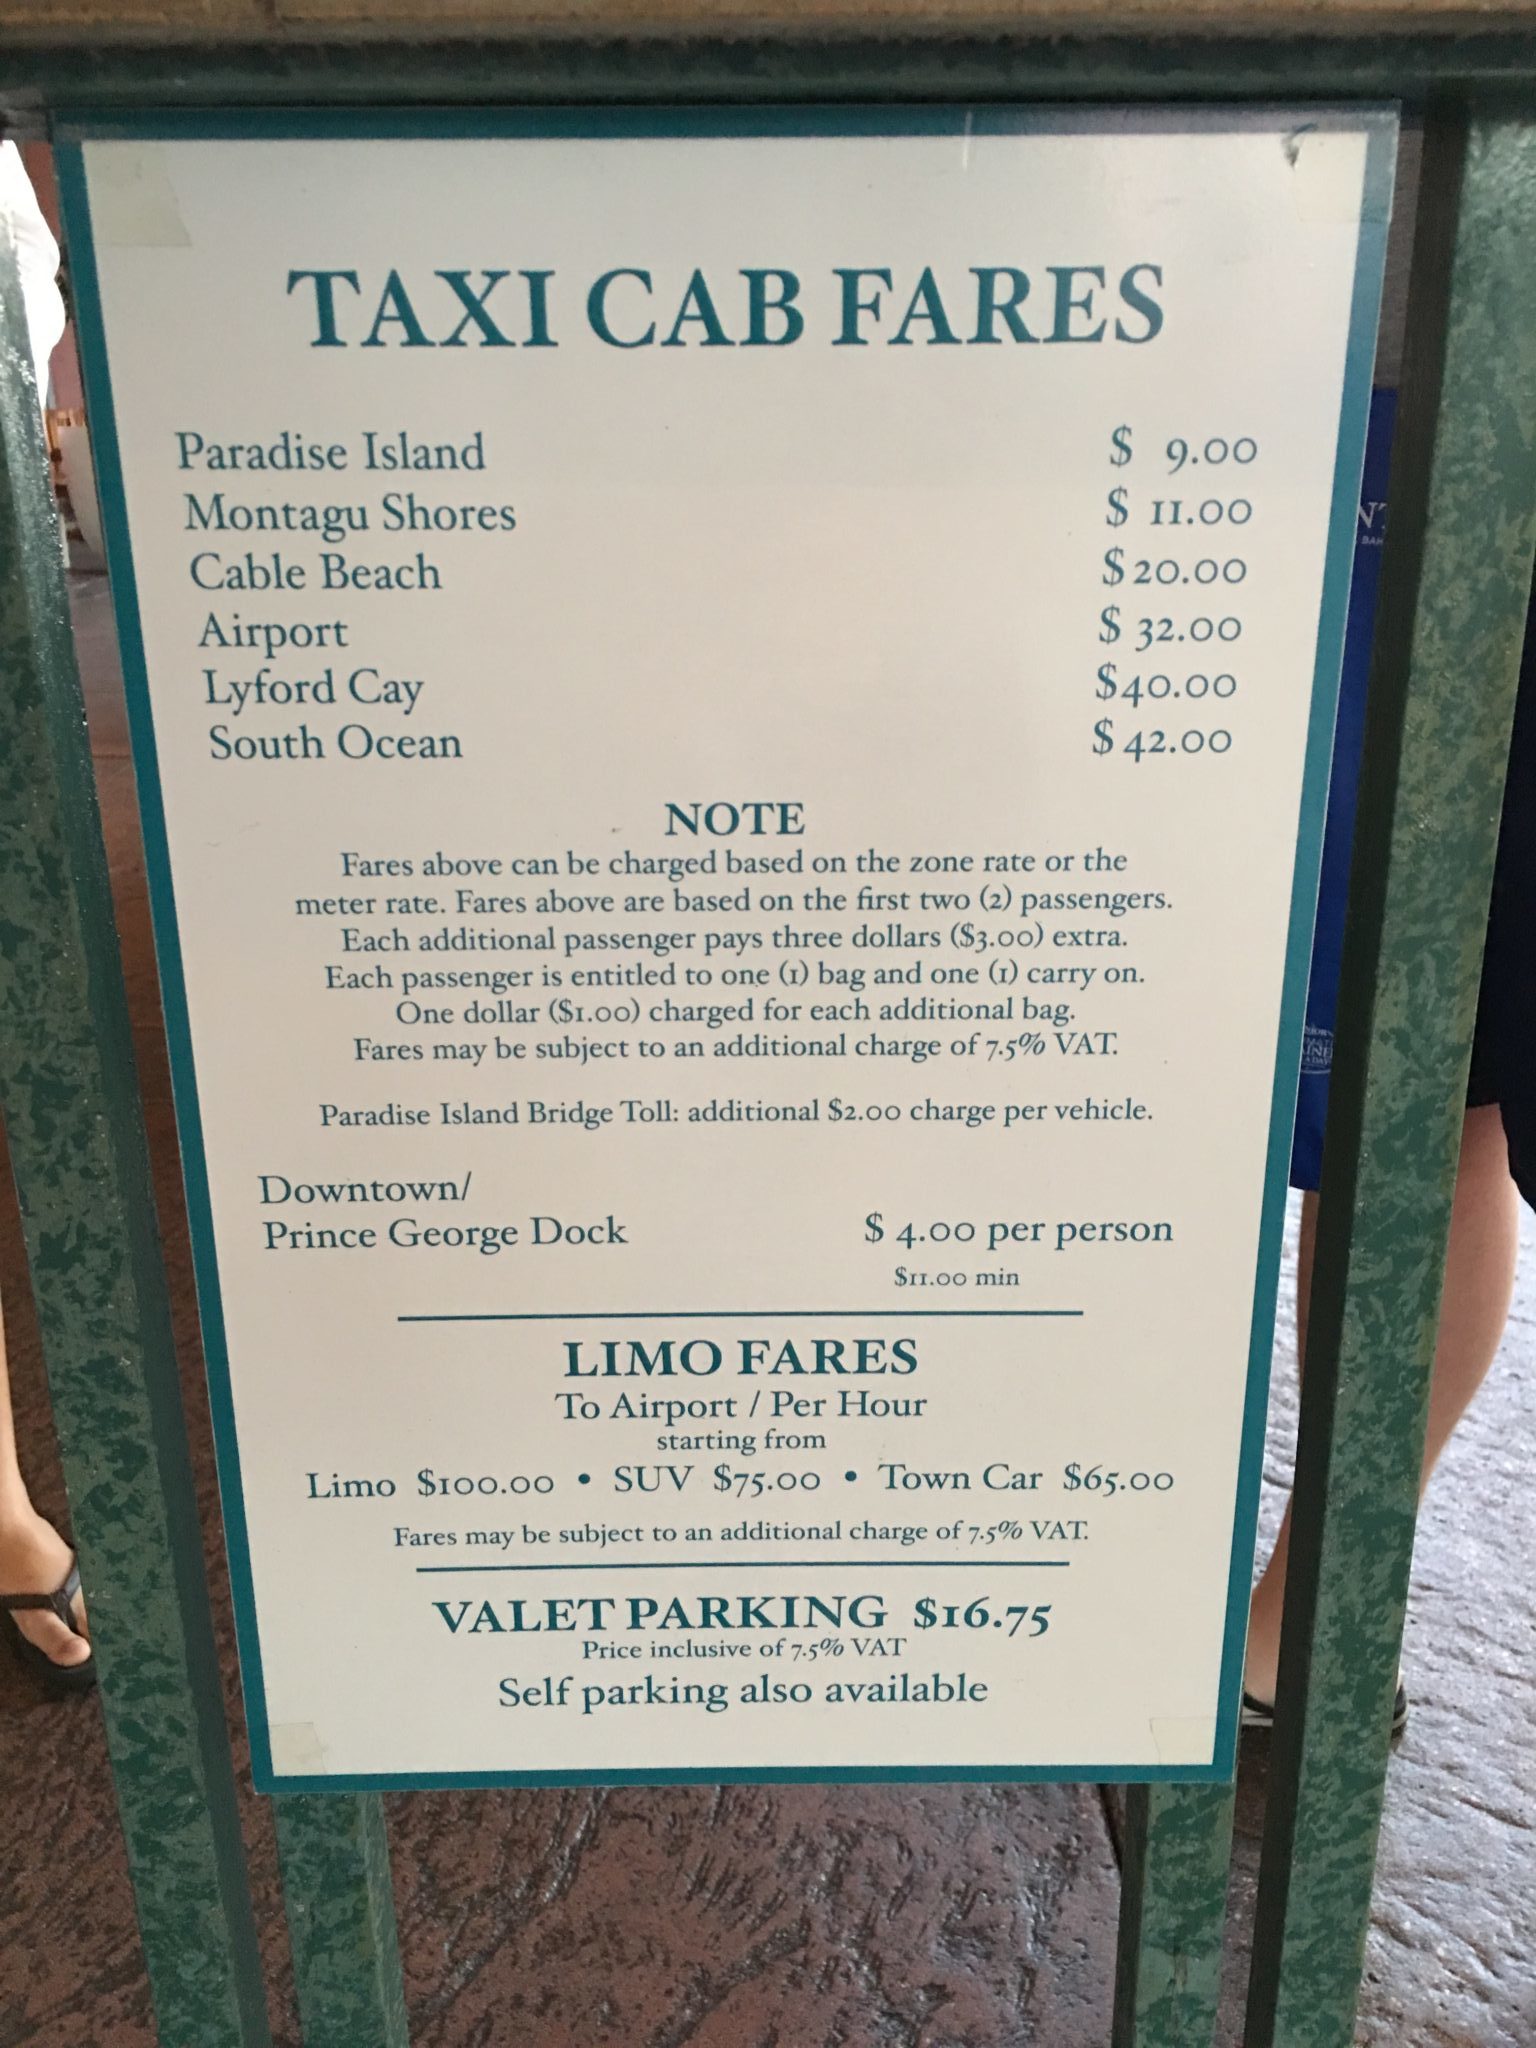 TAXI CAB FARES
Paradise Island $ 9.00
Montagu Shores $ 11.00
Cable Beach $20.00
Airport $ 32.00
Lyford Cay $40.00
South Ocean $ 42.00
NOTE
Fares above can be charged based on the zone rate or the
meter rate. Fares above are based on the first two (2) passengers.
Each additional passenger pays three dollars ($3.00) extra.
Each passenger is entitled to one (1) bag and one (1) carry on.
One dollar ($1.00) charged for each additional bag.
Fares may be subject to an additional charge of 7.5% VAT.
Paradise Island Bridge Toll: additional $2.00 charge per vehicle.
Downtown/
Prince George Dock $ 4.00 per person
$11.00 min
LIMO FARES
To Airport / Per Hour
starting from
Limo $100.00 • SUV $75.00 • Town Car $65.00
Fares may be subject to an additional charge of 7.5% VAT.
VALET PARKING $16.75
Price inclusive of 7.5% VAT
Self parking also available